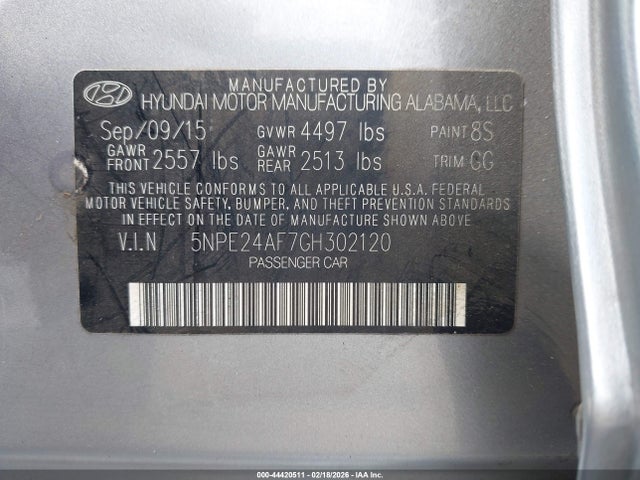 MANUFACTURED BY
HYUNDAI MOTOR MANUFACTURING ALABAMA, LLC
Sep/09/15 GVWR 4497 lbs PAINT 8S
GAWR FRONT 2557 lbs GAWR REAR 2513 lbs TRIM GG
THIS VEHICLE CONFORMS TO ALL APPLICABLE U.S.A. FEDERAL
MOTOR VEHICLE SAFETY, BUMPER, AND THEFT PREVENTION STANDARDS
IN EFFECT ON THE DATE OF MANUFACTURE SHOWN ABOVE.
V.I.N 5NPE24AF7GH302120
PASSENGER CAR
000-44420511 - 02/18/2026 - IAAI Inc.